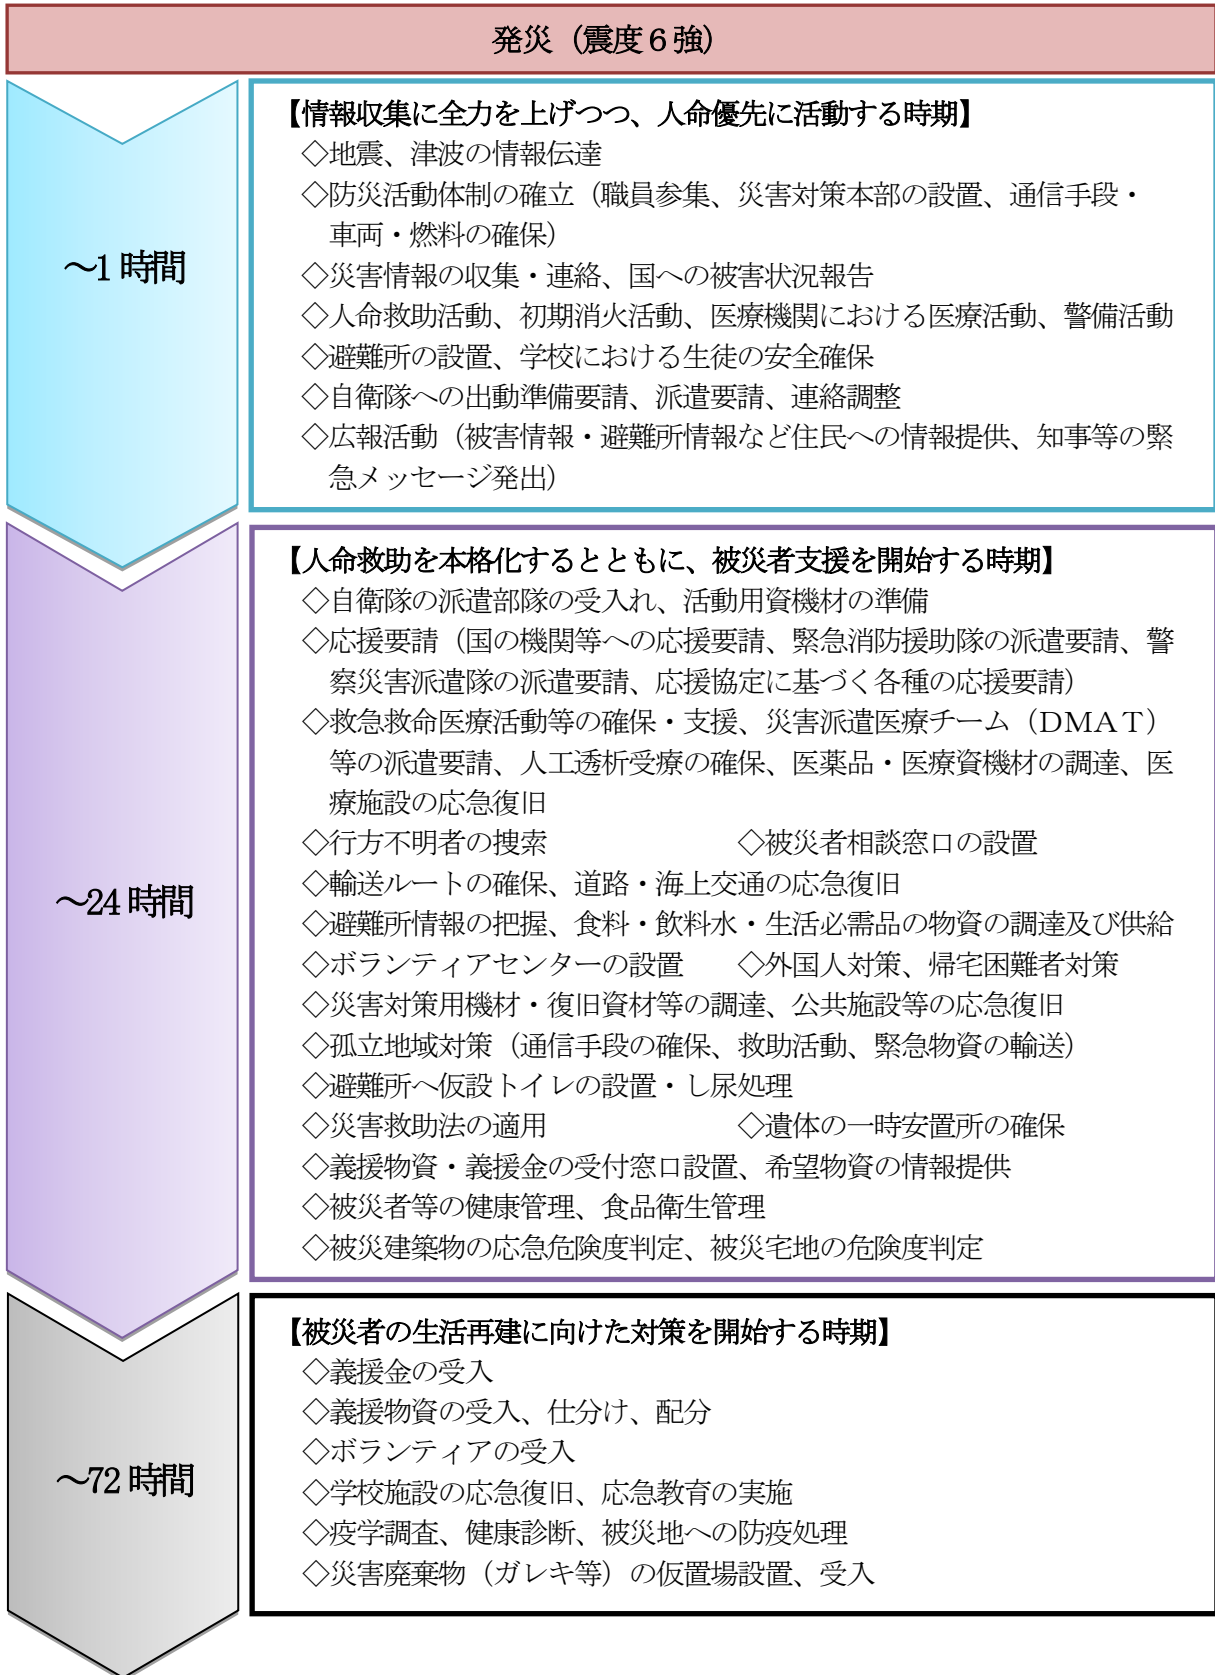 発災（震度６強）
～1 時間
【情報収集に全力を上げつつ、人命優先に活動する時期】
◇地震、津波の情報伝達
◇防災活動体制の確立（職員参集、災害対策本部の設置、通信手段・
車両・燃料の確保）
◇災害情報の収集・連絡、国への被害状況報告
◇人命救助活動、初期消火活動、医療機関における医療活動、警備活動
◇避難所の設置、学校における生徒の安全確保
◇自衛隊への出動準備要請、派遣要請、連絡調整
◇広報活動（被害情報・避難所情報など住民への情報提供、知事等の緊
急メッセージ発出）
～24 時間
【人命救助を本格化するとともに、被災者支援を開始する時期】
◇自衛隊の派遣部隊の受入れ、活動用資機材の準備
◇応援要請（国の機関等への応援要請、緊急消防援助隊の派遣要請、警
察災害派遣隊の派遣要請、応援協定に基づく各種の応援要請）
◇救急救命医療活動等の確保・支援、災害派遣医療チーム（ＤＭＡＴ）
等の派遣要請、人工透析受療の確保、医薬品・医療資機材の調達、医
療施設の応急復旧
◇行方不明者の捜索　　　　　　　◇被災者相談窓口の設置
◇輸送ルートの確保、道路・海上交通の応急復旧
◇避難所情報の把握、食料・飲料水・生活必需品の物資の調達及び供給
◇ボランティアセンターの設置　　◇外国人対策、帰宅困難者対策
◇災害対策用機材・復旧資材等の調達、公共施設等の応急復旧
◇孤立地域対策（通信手段の確保、救助活動、緊急物資の輸送）
◇避難所へ仮設トイレの設置・し尿処理
◇災害救助法の適用　　　　　　　◇遺体の一時安置所の確保
◇義援物資・義援金の受付窓口設置、希望物資の情報提供
◇被災者等の健康管理、食品衛生管理
◇被災建築物の応急危険度判定、被災宅地の危険度判定
～72 時間
【被災者の生活再建に向けた対策を開始する時期】
◇義援金の受入
◇義援物資の受入、仕分け、配分
◇ボランティアの受入
◇学校施設の応急復旧、応急教育の実施
◇疫学調査、健康診断、被災地への防疫処理
◇災害廃棄物（ガレキ等）の仮置場設置、受入